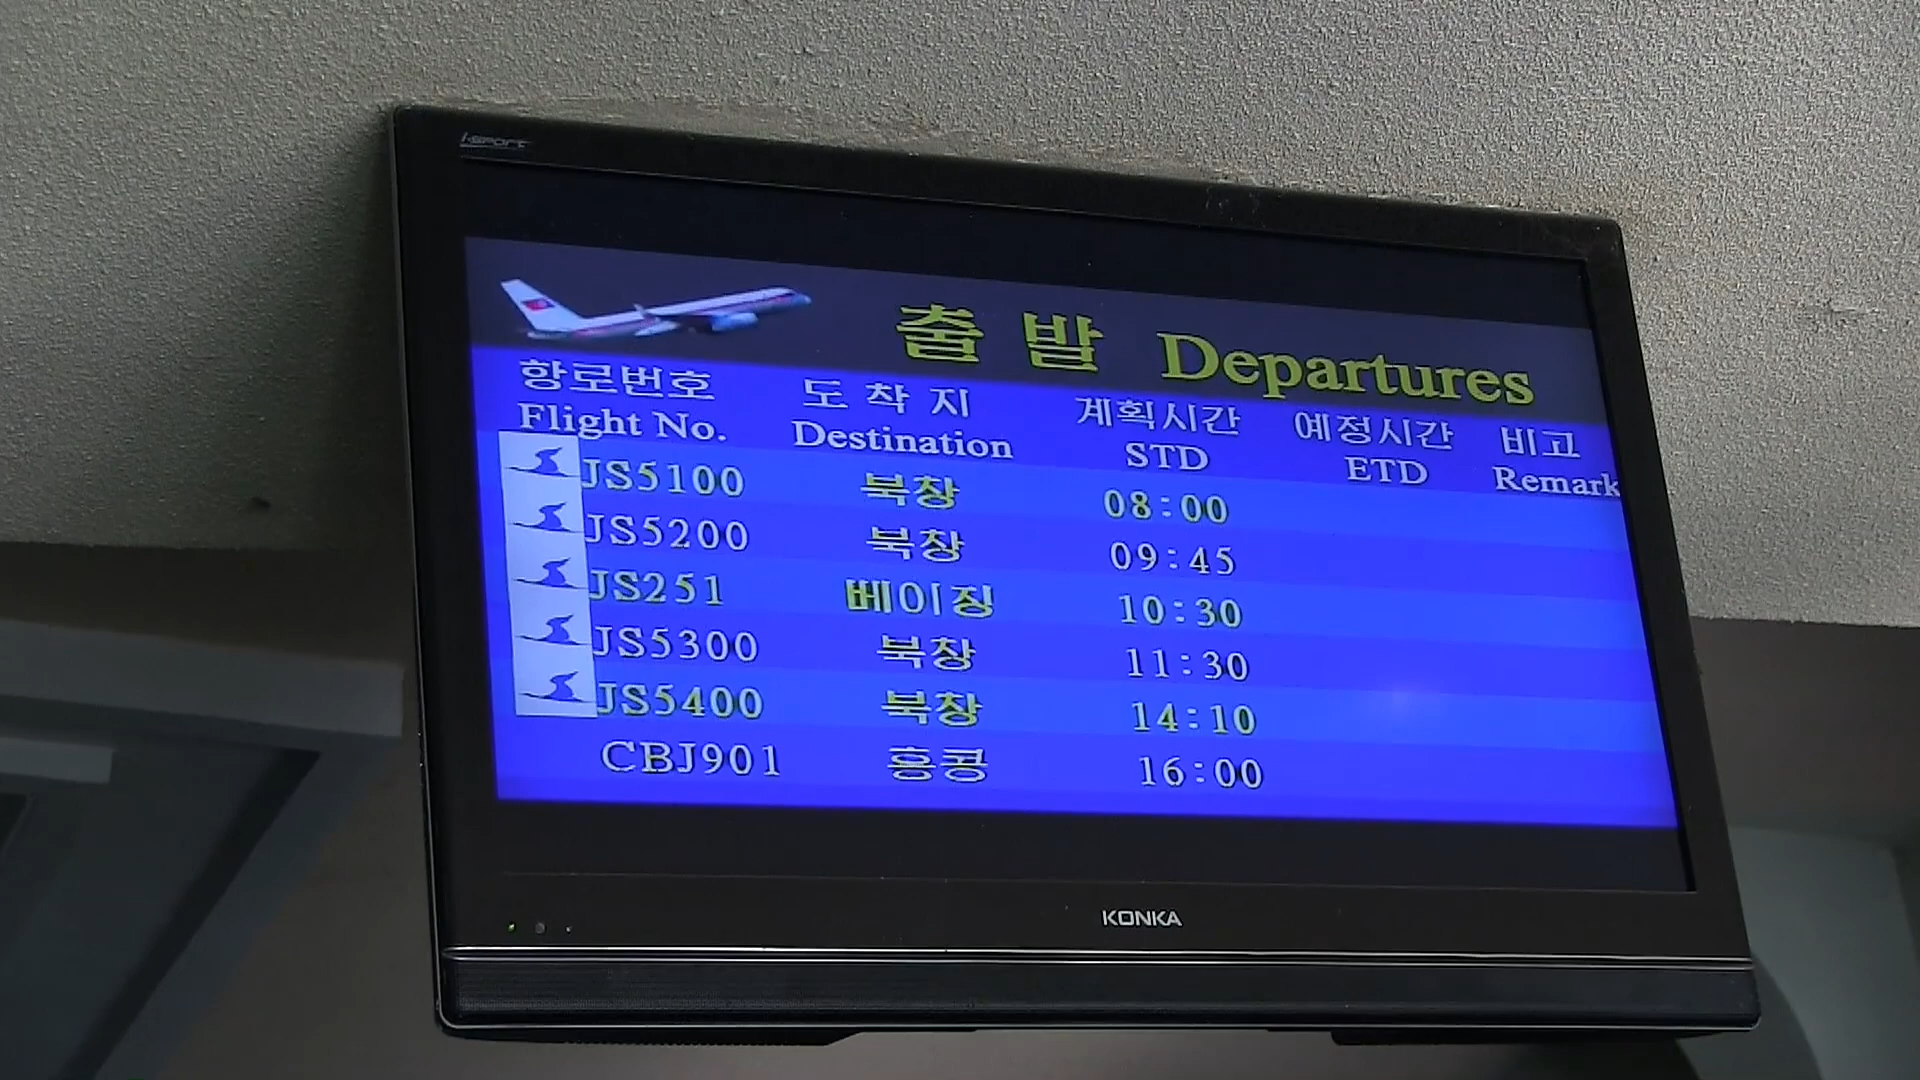 i-sport
출 발 Departures
항로번호 도 착 지 계획시간 예정시간 비고
Flight No. Destination STD ETD Remark
JS5100 북창 08:00
JS5200 북창 09:45
JS251 베이징 10:30
JS5300 북창 11:30
JS5400 북창 14:10
CBJ901 홍콩 16:00
KONKA